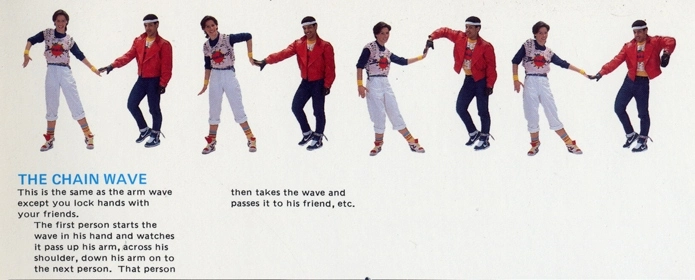 THE CHAIN WAVE
This is the same as the arm wave
except you lock hands with
your friends.
The first person starts the
wave in his hand and watches
it pass up his arm, across his
shoulder, down his arm on to
the next person. That person
then takes the wave and
passes it to his friend, etc.